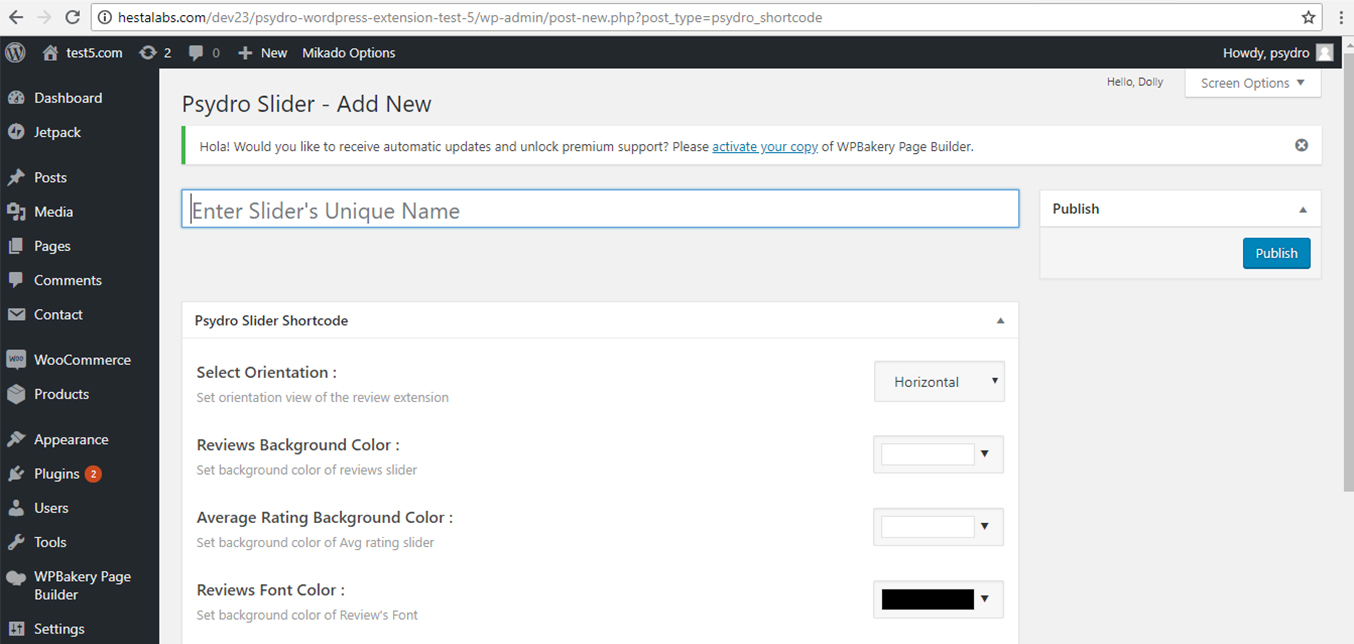 hestalabs.com/dev23/psydro-wordpress-extension-test-5/wp-admin/post-new.php?post_type=psydro_shortcode
test5.com 2 0 New Mikado Options Howdy, psydro
Dashboard
Jetpack
Posts
Media
Pages
Comments
Contact
WOO WooCommerce
Products
Appearance
Plugins 2
Users
Tools
WPBakery Page
Builder
Settings
Hello, Dolly Screen Options
Psydro Slider - Add New
Hola! Would you like to receive automatic updates and unlock premium support? Please activate your copy of WPBakery Page Builder.
Enter Slider's Unique Name
Publish
Publish
Psydro Slider Shortcode
Select Orientation :
Set orientation view of the review extension
Horizontal
Reviews Background Color :
Set background color of reviews slider
Average Rating Background Color :
Set background color of Avg rating slider
Reviews Font Color :
Set background color of Review's Font